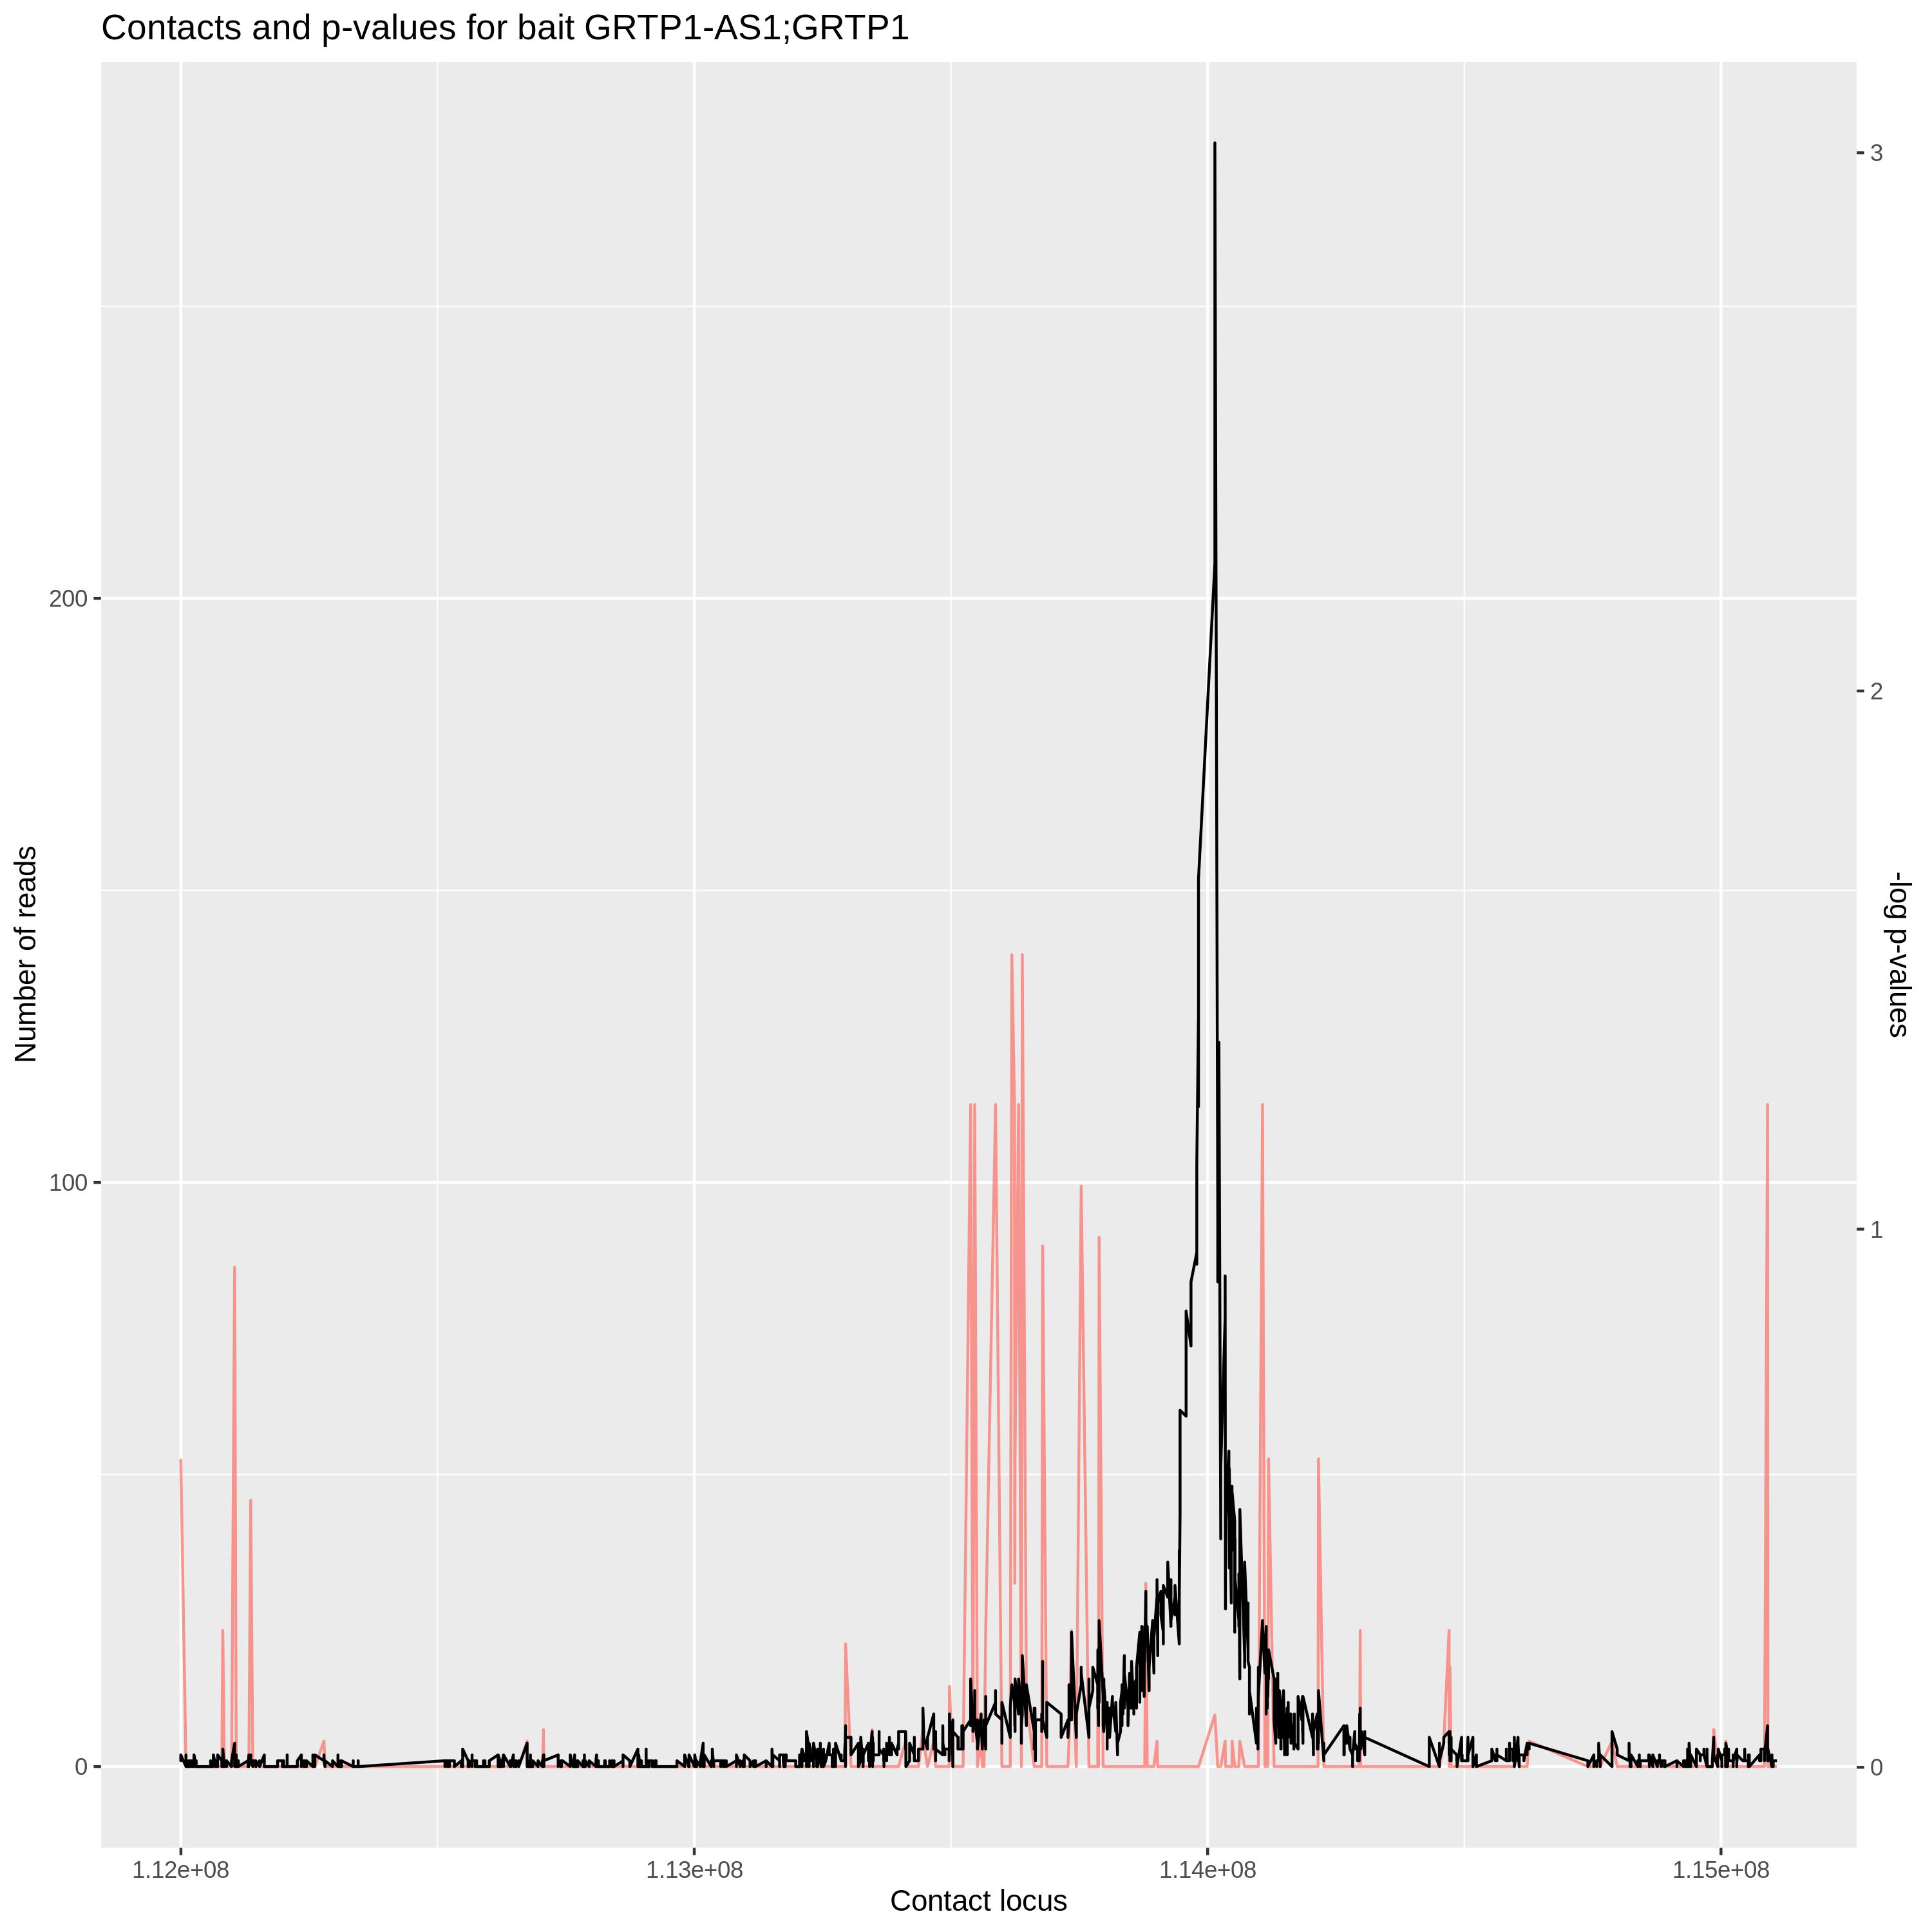 Contacts and p-values for bait GRTP1-AS1;GRTP1
3
200
2
Number of reads
-log p-values
100
1
0
0
1.12e+08
1.13e+08
1.14e+08
1.15e+08
Contact locus